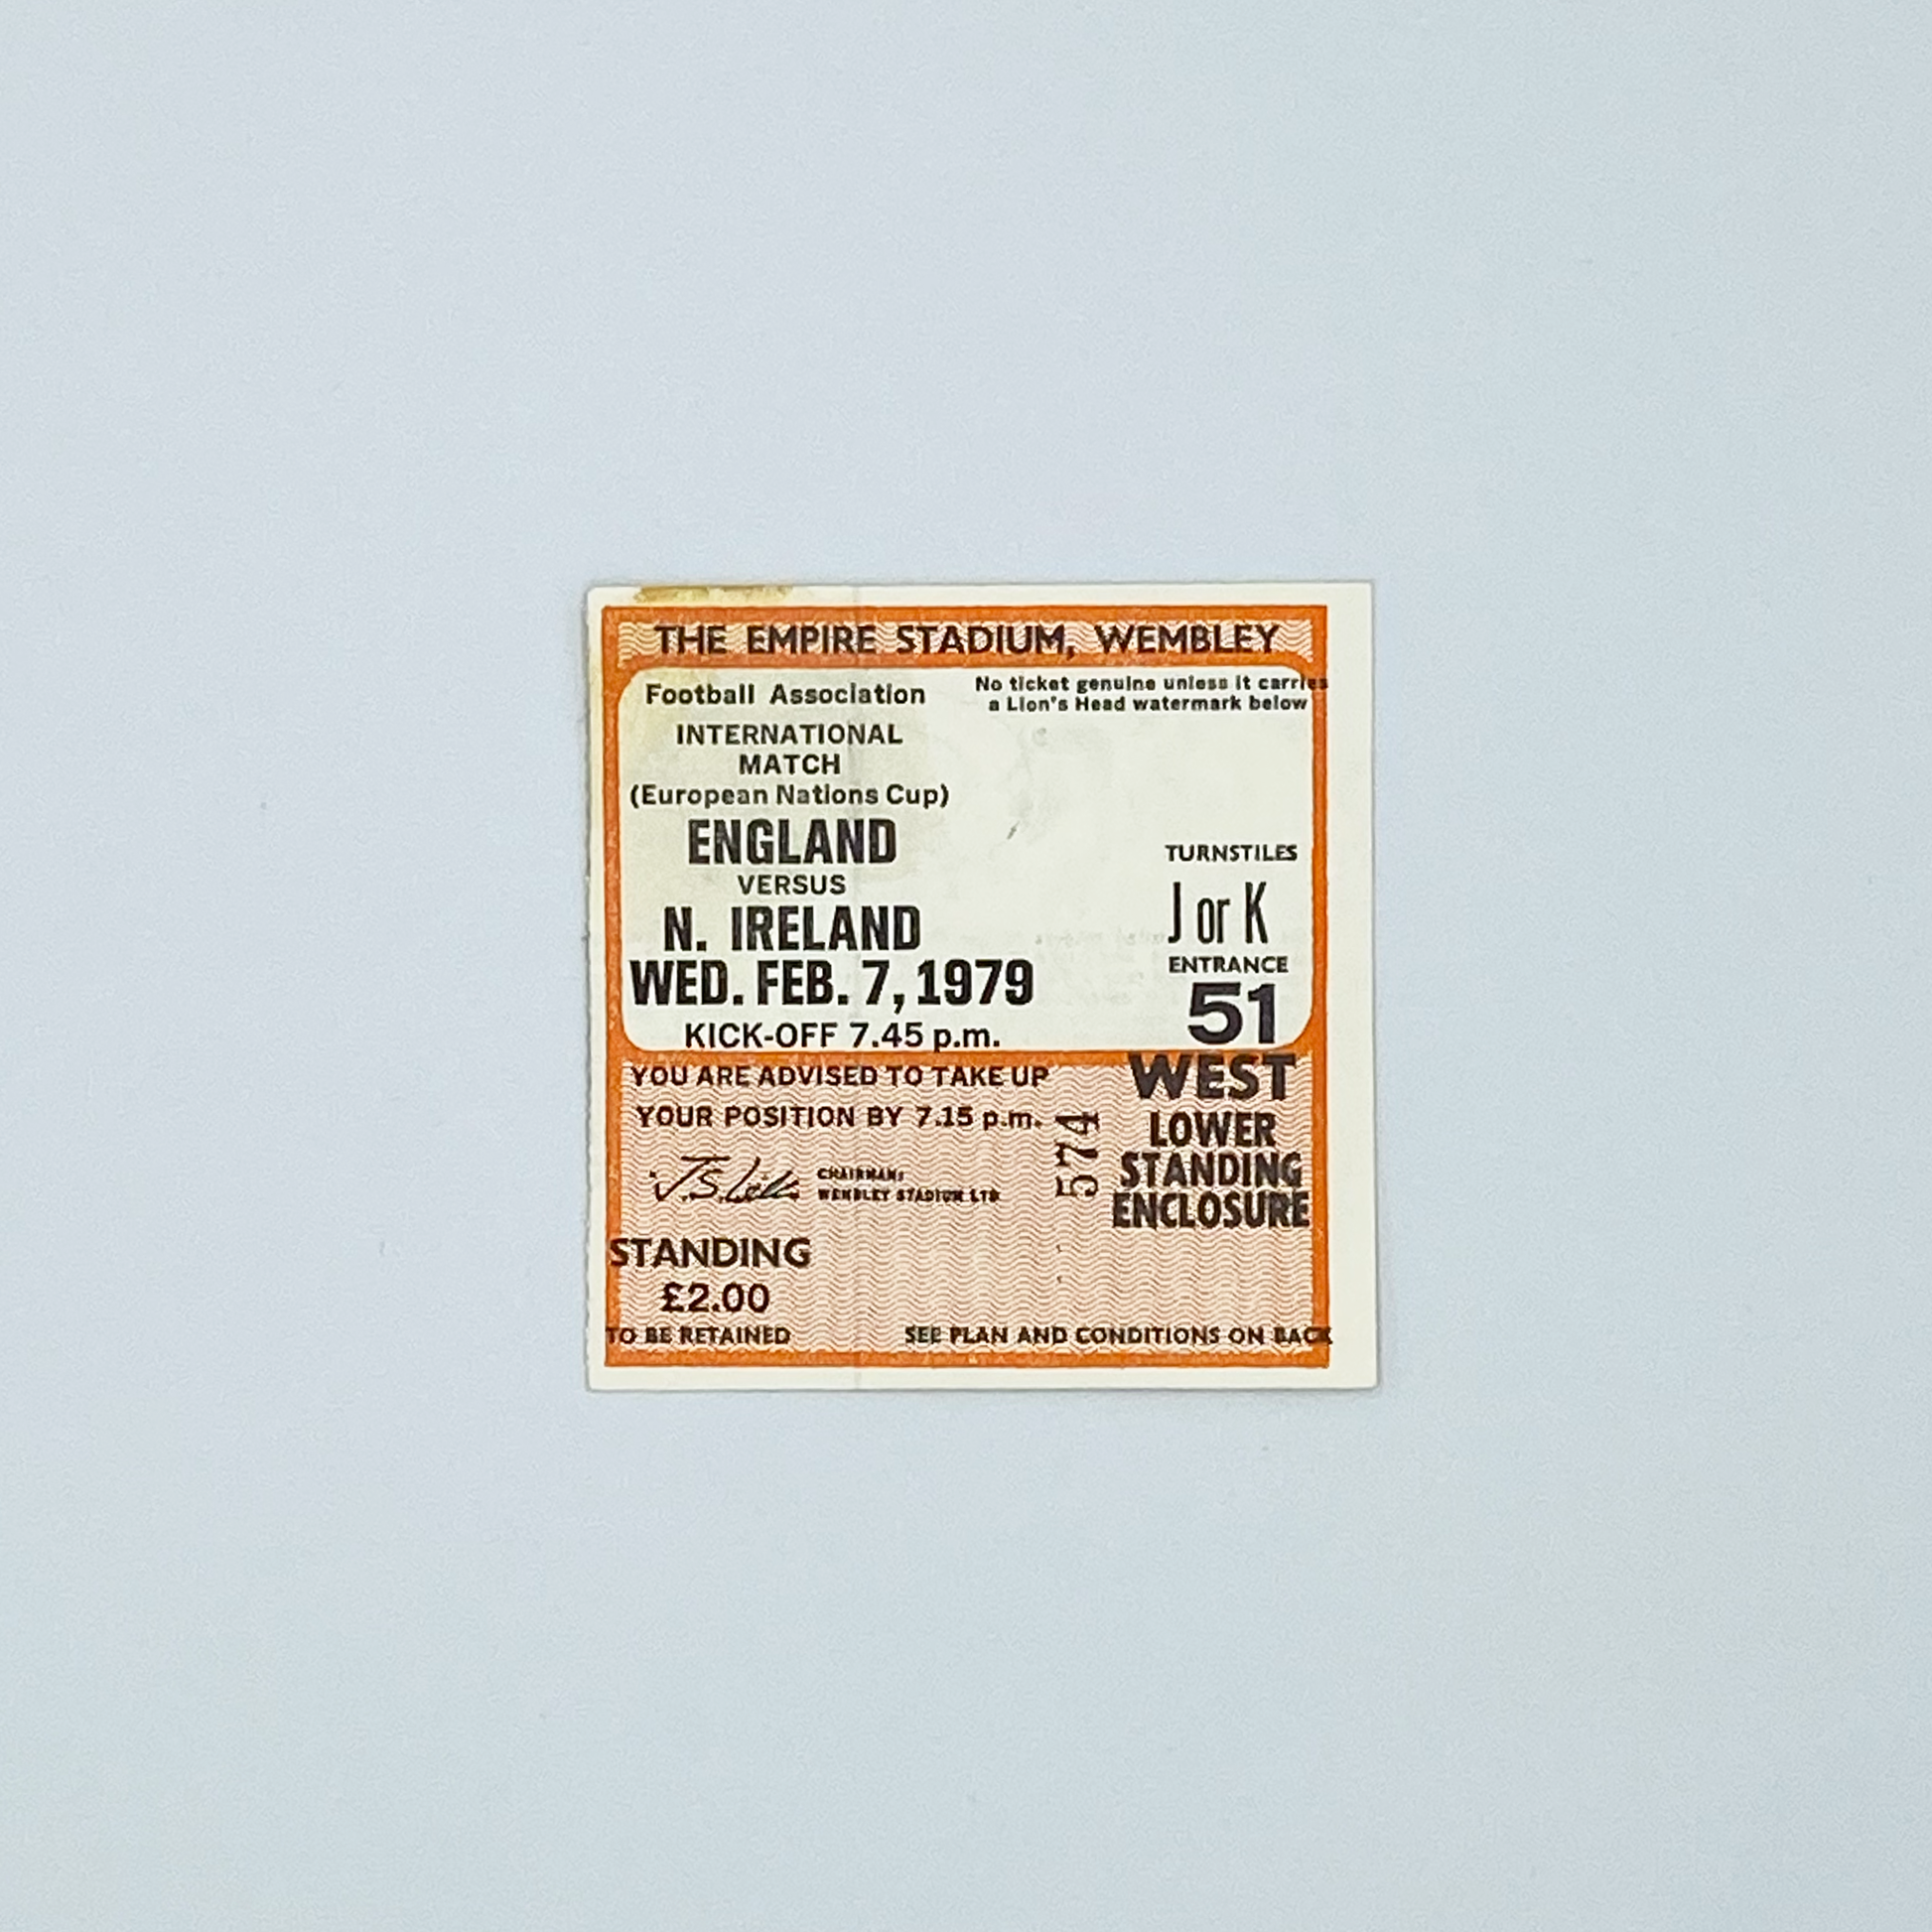 THE EMPIRE STADIUM, WEMBLEY
Football Association
No ticket genuine unless it carries
a Lion's Head watermark below
INTERNATIONAL
MATCH
(European Nations Cup)
ENGLAND
VERSUS
N. IRELAND
WED. FEB. 7, 1979
KICK-OFF 7.45 p.m.
TURNSTILES
J or K
ENTRANCE
51
WEST
LOWER
STANDING
ENCLOSURE
YOU ARE ADVISED TO TAKE UP
YOUR POSITION BY 7.15 p.m.
574
CHAIRMAN:
WEMBLEY STADIUM LTD
STANDING
£2.00
TO BE RETAINED
SEE PLAN AND CONDITIONS ON BACK